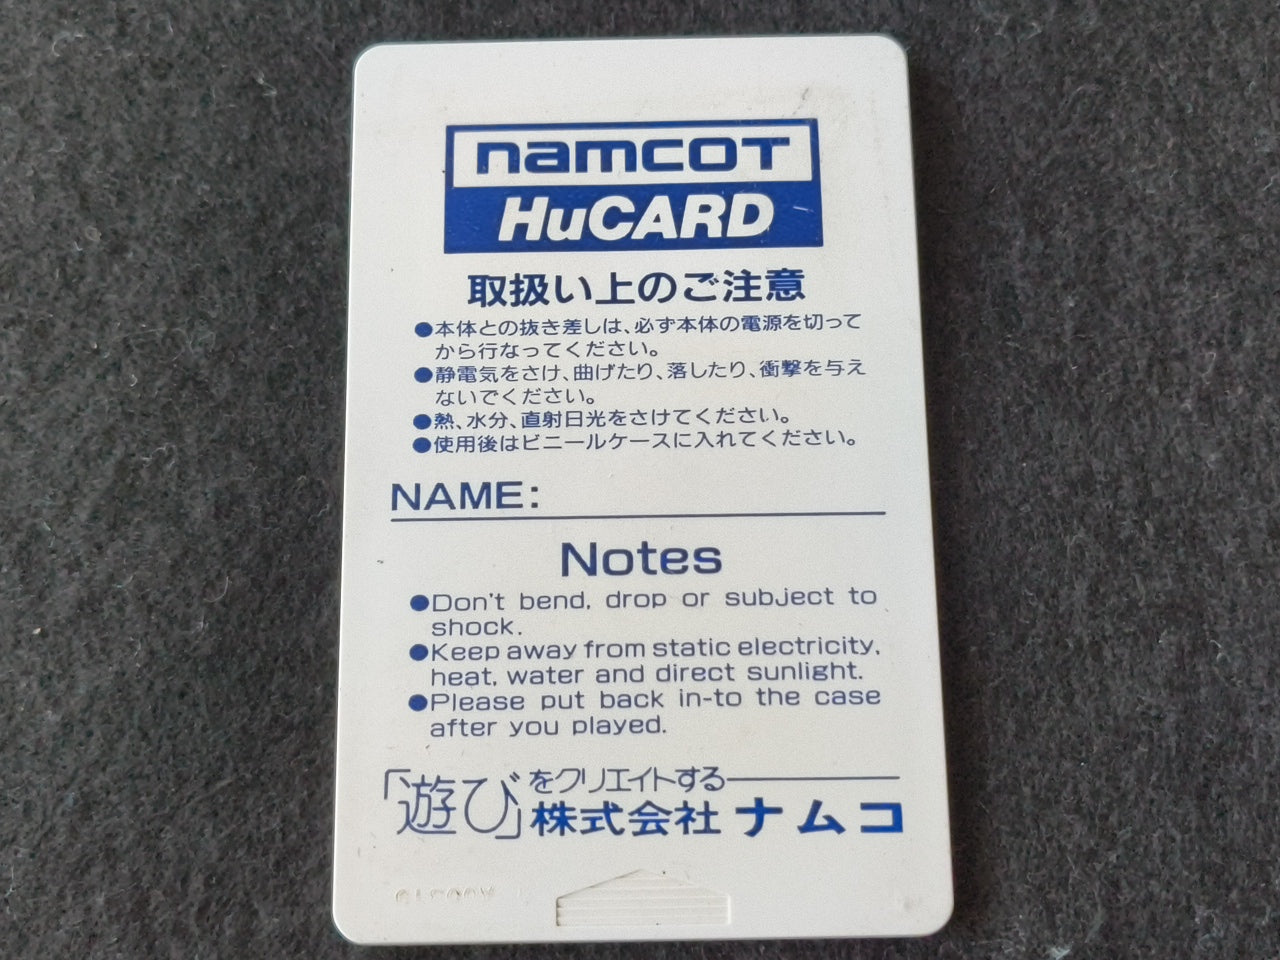 namcoT
HuCARD
取扱い上のご注意
●本体との抜き差しは、必ず本体の電源を切って
から行なってください。
●静電気をさけ、曲げたり、落したり、衝撃を与え
ないでください。
●熱、水分、直射日光をさけてください。
●使用後はビニールケースに入れてください。
NAME:
Notes
●Don't bend, drop or subject to
shock.
●Keep away from static electricity,
heat, water and direct sunlight.
●Please put back in-to the case
after you played.
「遊び」をクリエイトする
株式会社ナムコ